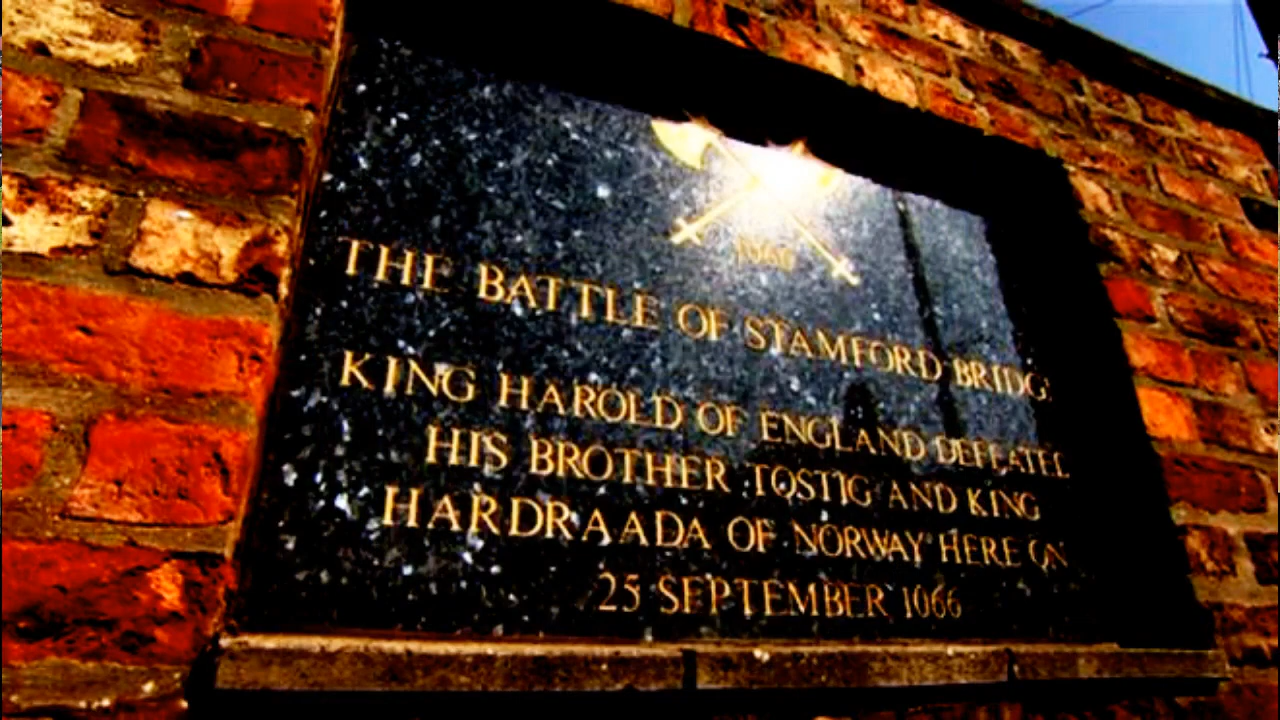 1066
THE BATTLE OF STAMFORD BRIDGE
KING HAROLD OF ENGLAND DEFEATED
HIS BROTHER TOSTIG AND KING
HARDRAADA OF NORWAY HERE ON
25 SEPTEMBER 1066